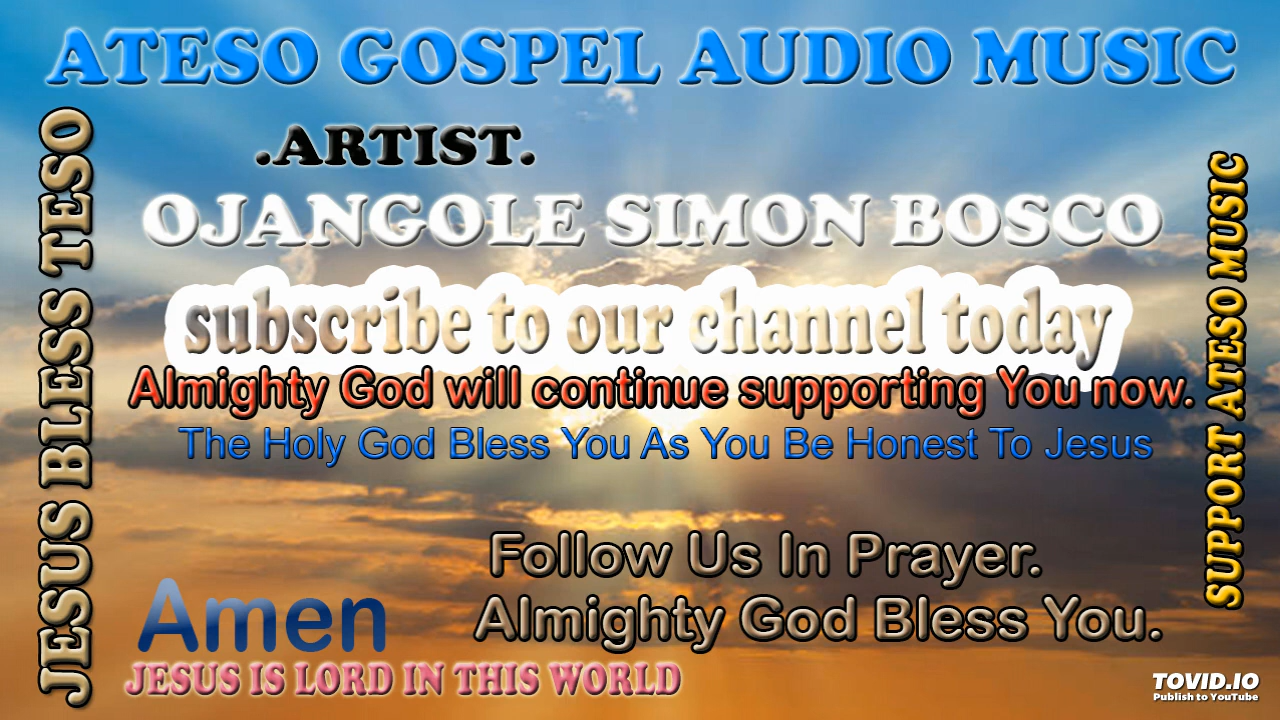 ATESO GOSPEL AUDIO MUSIC
.ARTIST.
OJANGOLE SIMON BOSCO
subscribe to our channel today
Almighty God will continue supporting You now.
The Holy God Bless You As You Be Honest To Jesus
Follow Us In Prayer.
Almighty God Bless You.
Amen
JESUS IS LORD IN THIS WORLD
JESUS BLESS TESO
SUPPORT ATESO MUSIC
TOVID.IO
Publish to YouTube